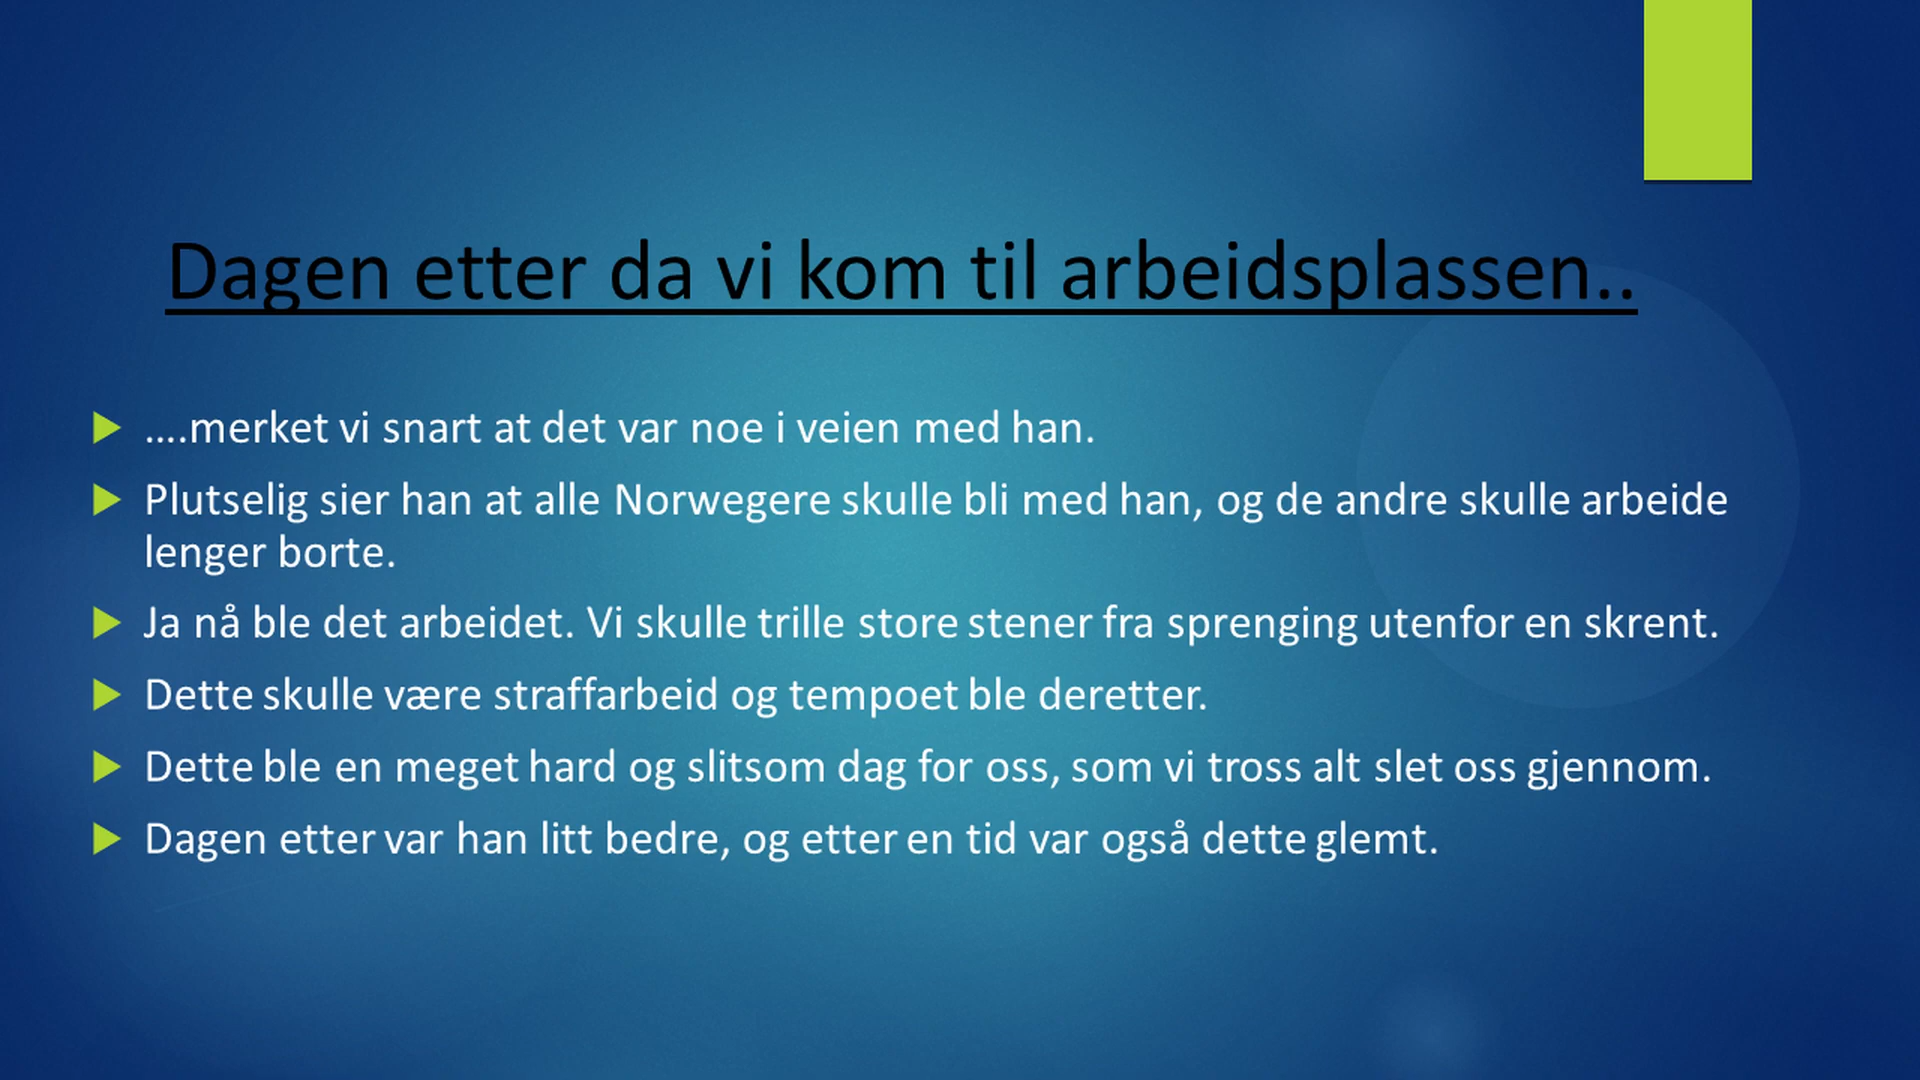 Dagen etter da vi kom til arbeidsplassen..
....merket vi snart at det var noe i veien med han.
Plutselig sier han at alle Norwegere skulle bli med han, og de andre skulle arbeide
lenger borte.
Ja nå ble det arbeidet. Vi skulle trille store stener fra sprenging utenfor en skrent.
Dette skulle være straffarbeid og tempoet ble deretter.
Dette ble en meget hard og slitsom dag for oss, som vi tross alt slet oss gjennom.
Dagen etter var han litt bedre, og etter en tid var også dette glemt.